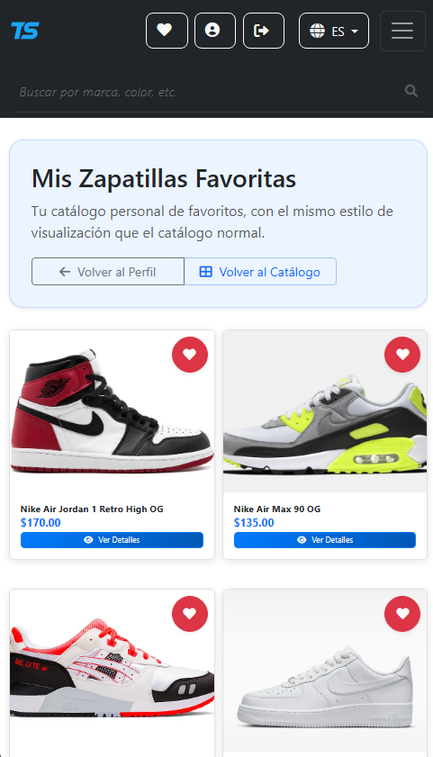 TS
ES
Buscar por marca, color, etc.
Mis Zapatillas Favoritas
Tu catálogo personal de favoritos, con el mismo estilo de
visualización que el catálogo normal.
Volver al Perfil
Volver al Catálogo
Nike Air Jordan 1 Retro High OG
$170.00
Ver Detalles
Nike Air Max 90 OG
$135.00
Ver Detalles